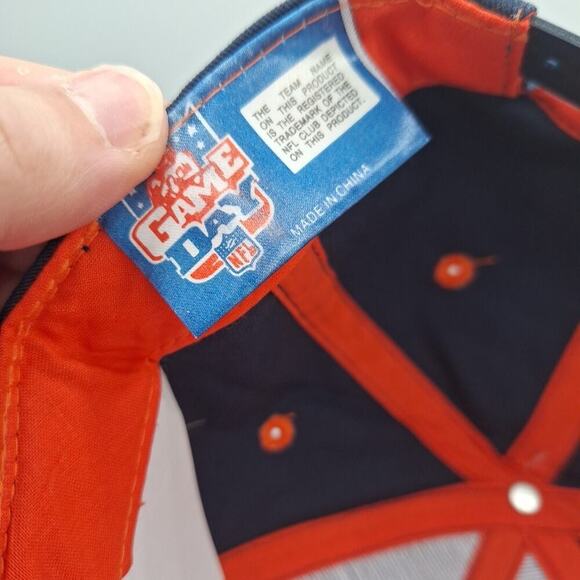 THE TEAM NAME
ON THIS PRODUCT
IS THE REGISTERED
TRADEMARK OF THE
NFL CLUB DEPICTED
ON THIS PRODUCT.
GAME
DAY
NFL
MADE IN CHINA